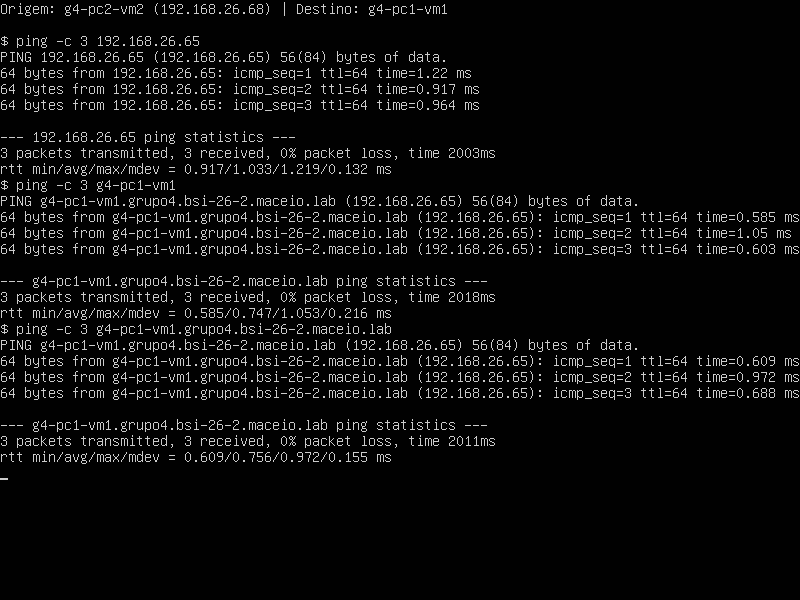 Origem: g4-pc2-vm2 (192.168.26.68) | Destino: g4-pc1-vm1
$ ping -c 3 192.168.26.65
PING 192.168.26.65 (192.168.26.65) 56(84) bytes of data.
64 bytes from 192.168.26.65: icmp_seq=1 ttl=64 time=1.22 ms
64 bytes from 192.168.26.65: icmp_seq=2 ttl=64 time=0.917 ms
64 bytes from 192.168.26.65: icmp_seq=3 ttl=64 time=0.964 ms
--- 192.168.26.65 ping statistics ---
3 packets transmitted, 3 received, 0% packet loss, time 2003ms
rtt min/avg/max/mdev = 0.917/1.033/1.219/0.132 ms
$ ping -c 3 g4-pc1-vm1
PING g4-pc1-vm1.grupo4.bsi-26-2.maceio.lab (192.168.26.65) 56(84) bytes of data.
64 bytes from g4-pc1-vm1.grupo4.bsi-26-2.maceio.lab (192.168.26.65): icmp_seq=1 ttl=64 time=0.585 ms
64 bytes from g4-pc1-vm1.grupo4.bsi-26-2.maceio.lab (192.168.26.65): icmp_seq=2 ttl=64 time=1.05 ms
64 bytes from g4-pc1-vm1.grupo4.bsi-26-2.maceio.lab (192.168.26.65): icmp_seq=3 ttl=64 time=0.603 ms
--- g4-pc1-vm1.grupo4.bsi-26-2.maceio.lab ping statistics ---
3 packets transmitted, 3 received, 0% packet loss, time 2018ms
rtt min/avg/max/mdev = 0.585/0.747/1.053/0.216 ms
$ ping -c 3 g4-pc1-vm1.grupo4.bsi-26-2.maceio.lab
PING g4-pc1-vm1.grupo4.bsi-26-2.maceio.lab (192.168.26.65) 56(84) bytes of data.
64 bytes from g4-pc1-vm1.grupo4.bsi-26-2.maceio.lab (192.168.26.65): icmp_seq=1 ttl=64 time=0.609 ms
64 bytes from g4-pc1-vm1.grupo4.bsi-26-2.maceio.lab (192.168.26.65): icmp_seq=2 ttl=64 time=0.972 ms
64 bytes from g4-pc1-vm1.grupo4.bsi-26-2.maceio.lab (192.168.26.65): icmp_seq=3 ttl=64 time=0.688 ms
--- g4-pc1-vm1.grupo4.bsi-26-2.maceio.lab ping statistics ---
3 packets transmitted, 3 received, 0% packet loss, time 2011ms
rtt min/avg/max/mdev = 0.609/0.756/0.972/0.155 ms